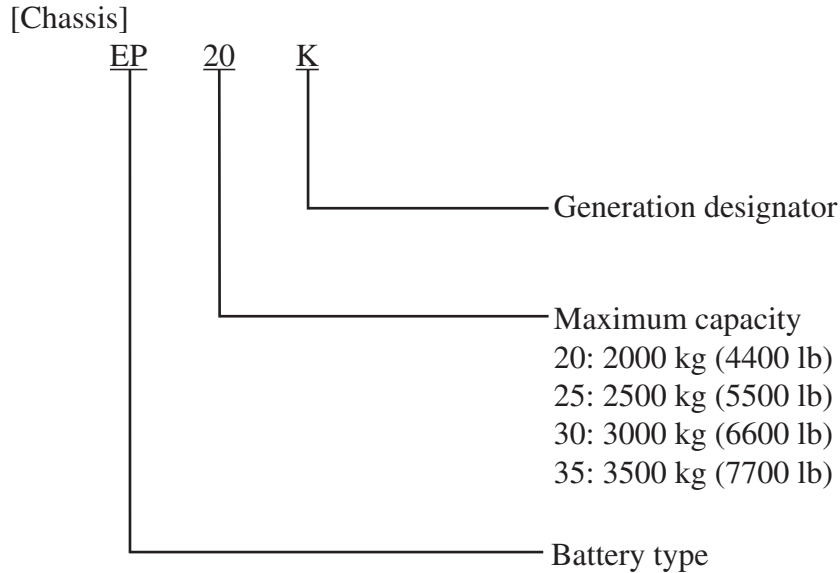 [Chassis]
EP 20 K
Generation designator
Maximum capacity
20: 2000 kg (4400 lb)
25: 2500 kg (5500 lb)
30: 3000 kg (6600 lb)
35: 3500 kg (7700 lb)
Battery type